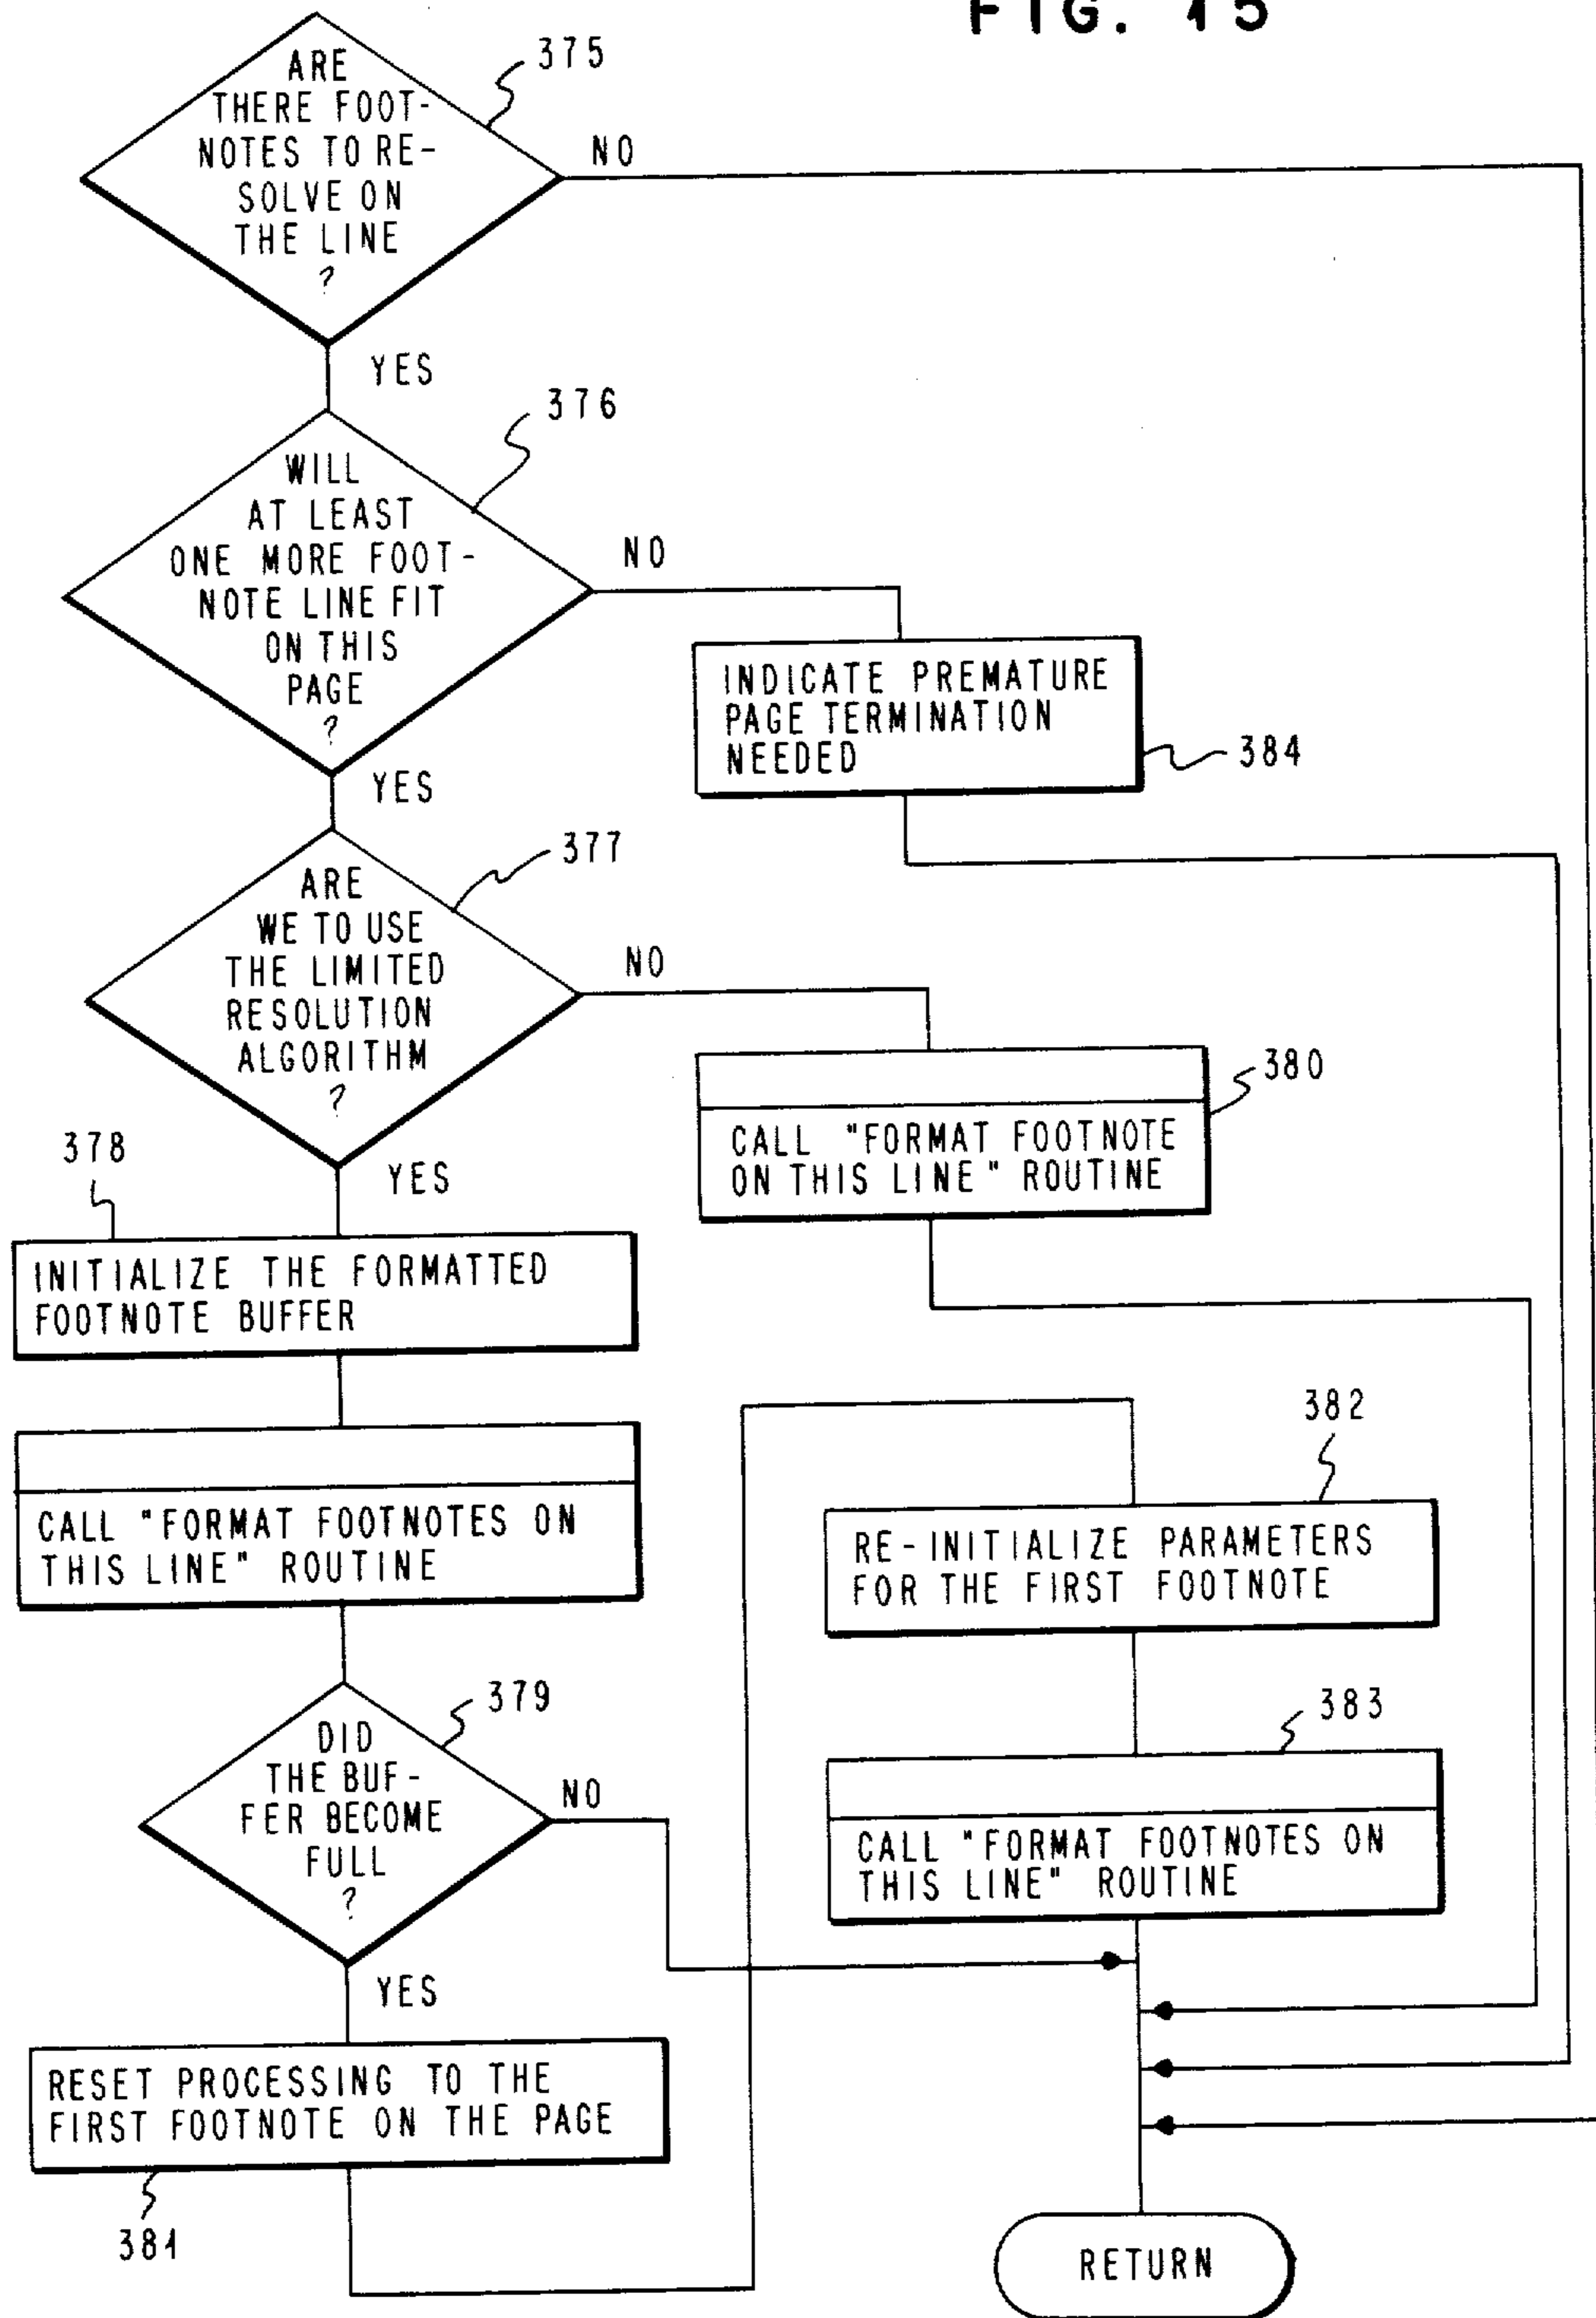 FIG. 15
ARE
THERE FOOT-
NOTES TO RE-
SOLVE ON
THE LINE
?
375
NO
YES
WILL
AT LEAST
ONE MORE FOOT-
NOTE LINE FIT
ON THIS
PAGE
?
376
NO
INDICATE PREMATURE
PAGE TERMINATION
NEEDED
384
YES
ARE
WE TO USE
THE LIMITED
RESOLUTION
ALGORITHM
?
377
NO
CALL "FORMAT FOOTNOTE
ON THIS LINE" ROUTINE
380
YES
378
INITIALIZE THE FORMATTED
FOOTNOTE BUFFER
CALL "FORMAT FOOTNOTES ON
THIS LINE" ROUTINE
DID
THE BUF-
FER BECOME
FULL
?
379
NO
YES
RESET PROCESSING TO THE
FIRST FOOTNOTE ON THE PAGE
381
382
RE-INITIALIZE PARAMETERS
FOR THE FIRST FOOTNOTE
383
CALL "FORMAT FOOTNOTES ON
THIS LINE" ROUTINE
RETURN